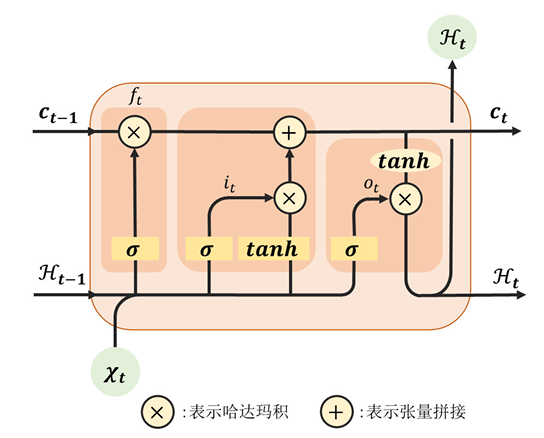 ℋₜ
fₜ
cₜ₋₁
×
+
cₜ
tanh
iₜ
oₜ
×
×
σ
σ
tanh
σ
ℋₜ₋₁
ℋₜ
χₜ
× :表示哈达玛积 + :表示张量拼接